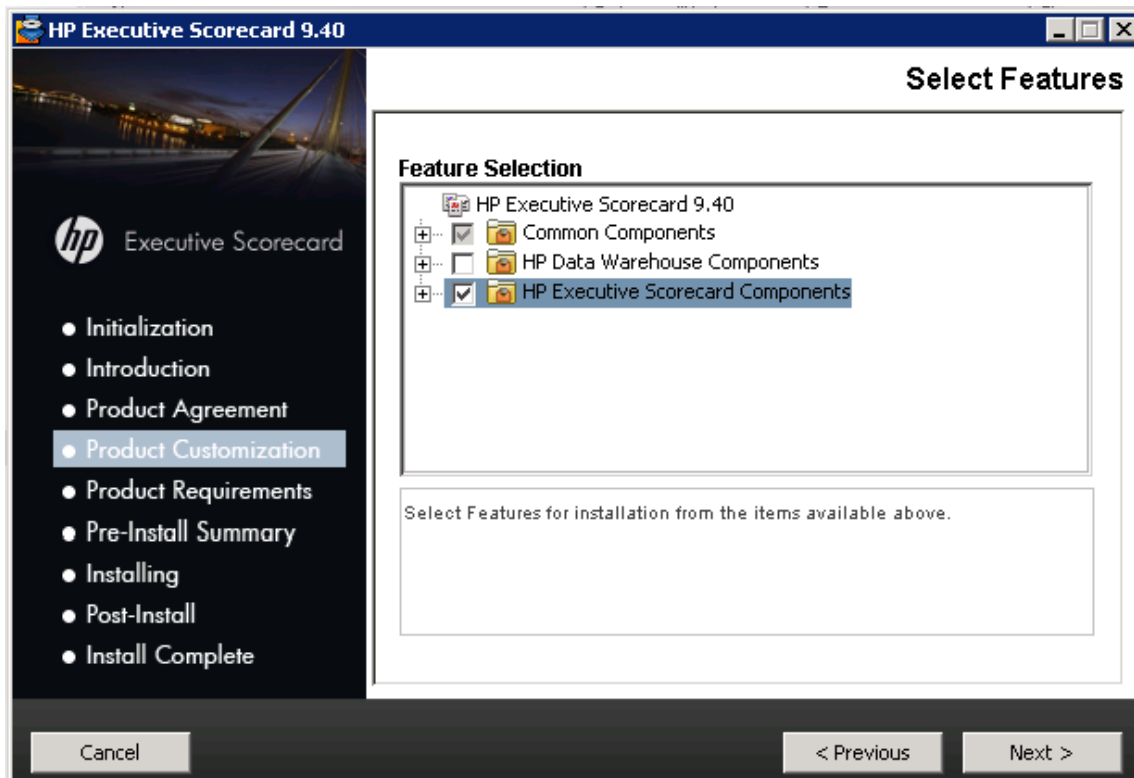 HP Executive Scorecard 9.40
Select Features
hp Executive Scorecard
Initialization
Introduction
Product Agreement
Product Customization
Product Requirements
Pre-Install Summary
Installing
Post-Install
Install Complete
Feature Selection
HP Executive Scorecard 9.40
Common Components
HP Data Warehouse Components
HP Executive Scorecard Components
Select Features for installation from the items available above.
Cancel
< Previous
Next >